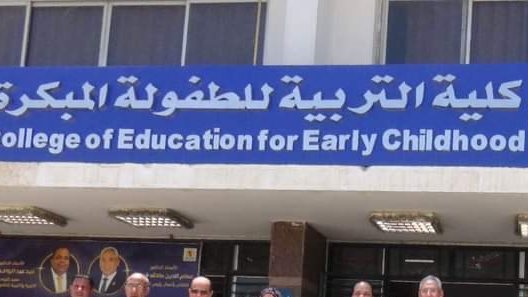 كلية التربية للطفولة المبكرة
College of Education for Early Childhood